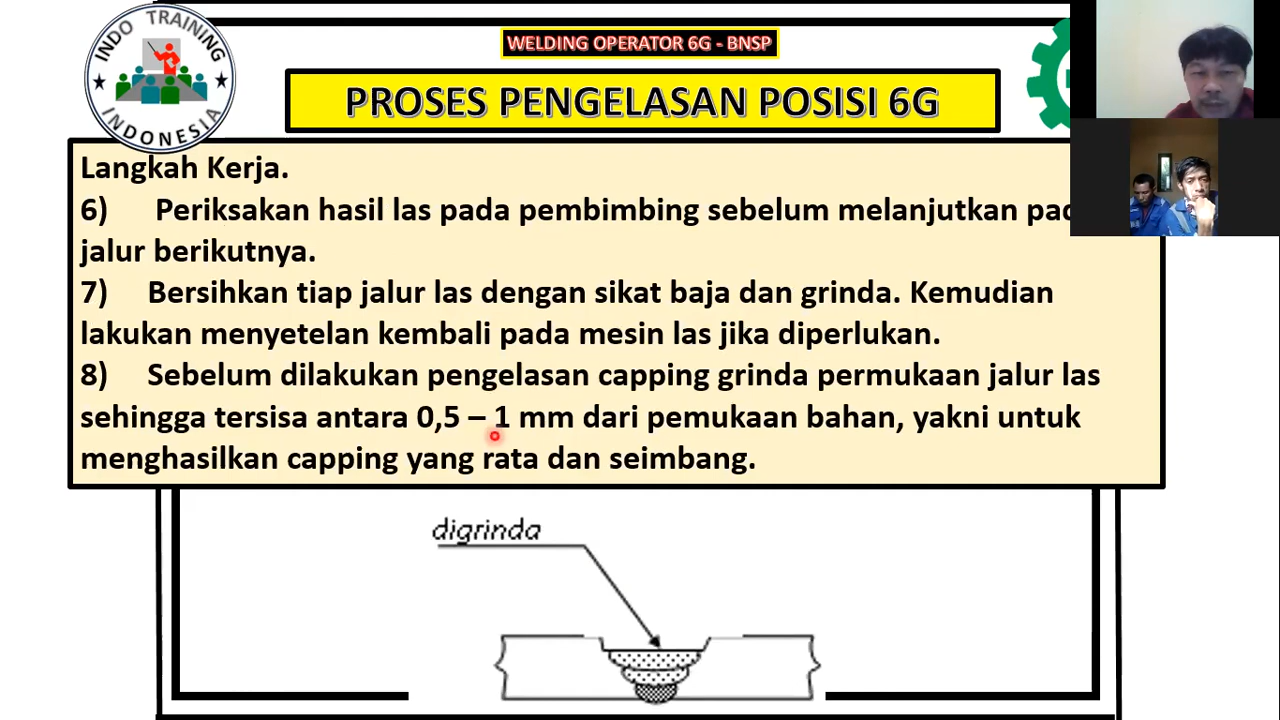 INDO TRAINING
INDONESIA
WELDING OPERATOR 6G - BNSP
PROSES PENGELASAN POSISI 6G
Langkah Kerja.
6) Periksakan hasil las pada pembimbing sebelum melanjutkan pad
jalur berikutnya.
7) Bersihkan tiap jalur las dengan sikat baja dan grinda. Kemudian
lakukan menyetelan kembali pada mesin las jika diperlukan.
8) Sebelum dilakukan pengelasan capping grinda permukaan jalur las
sehingga tersisa antara 0,5 – 1 mm dari pemukaan bahan, yakni untuk
menghasilkan capping yang rata dan seimbang.
digrinda